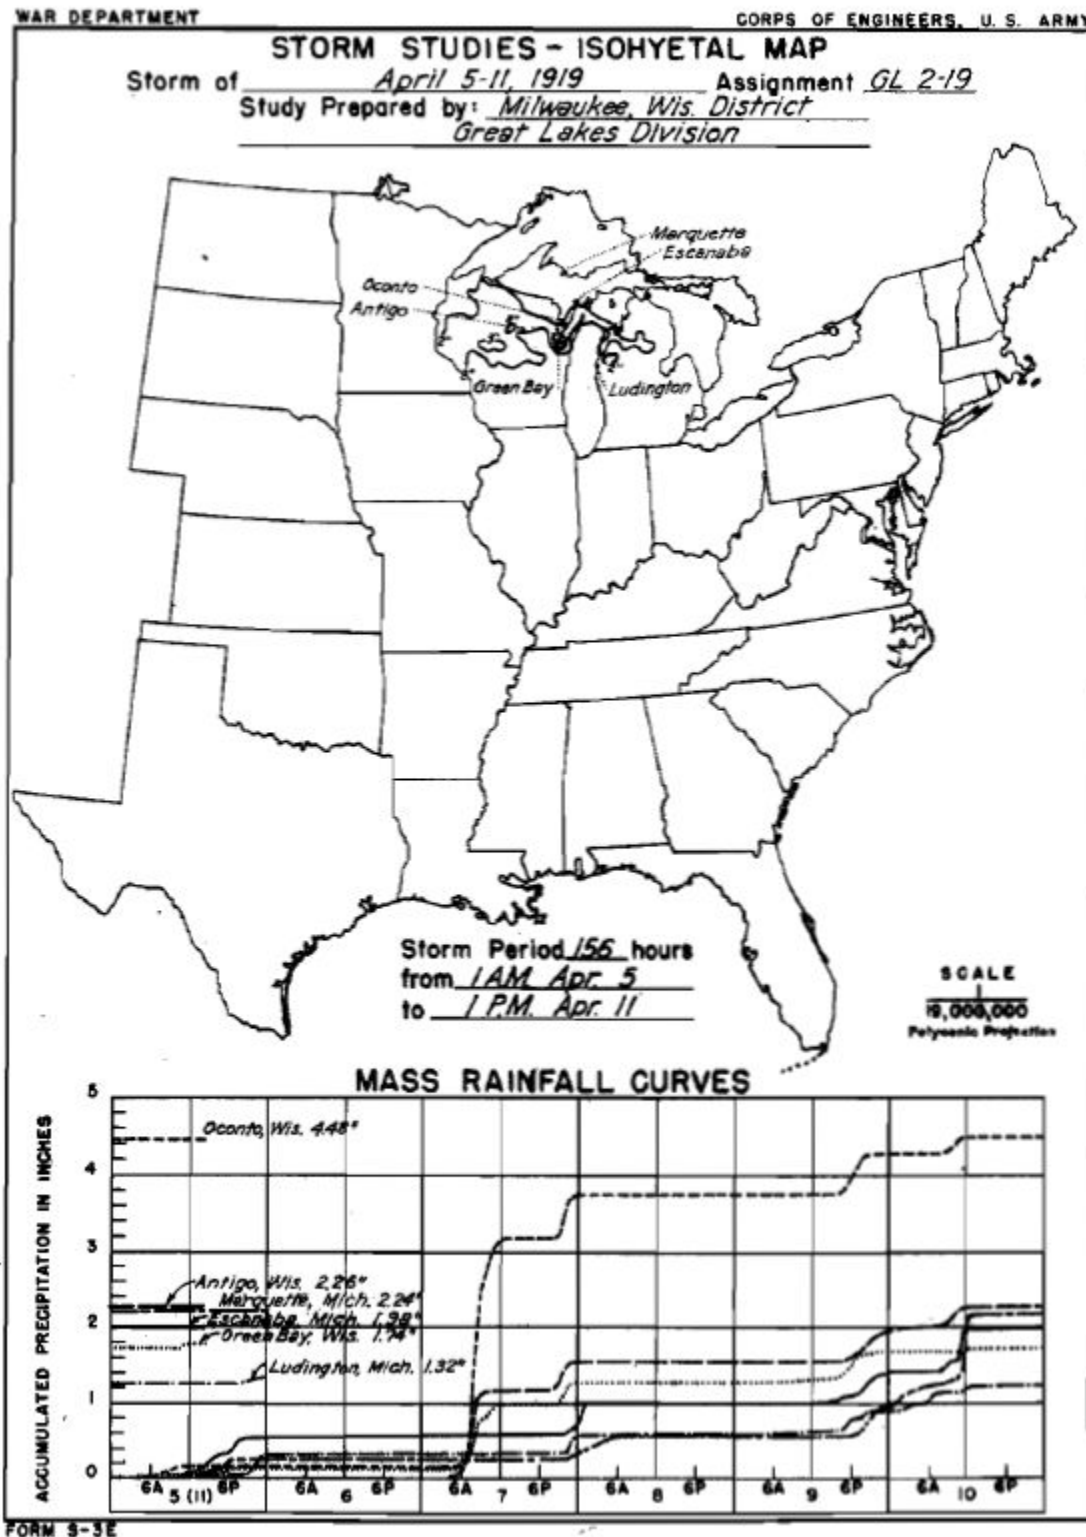 WAR DEPARTMENT
CORPS OF ENGINEERS, U. S. ARMY
STORM STUDIES - ISOHYETAL MAP
Storm of April 5-11, 1919 Assignment GL 2-19
Study Prepared by: Milwaukee, Wis. District
Great Lakes Division
Marquette
Escanaba
Oconto
Antigo
Green Bay
Ludington
Storm Period 156 hours
from 1 AM. Apr. 5
to 1 P.M. Apr. 11
SCALE
1
19,000,000
Polyconic Projection
MASS RAINFALL CURVES
ACCUMULATED PRECIPITATION IN INCHES
5
4
3
2
1
0
Oconto, Wis. 4.48"
Antigo, Wis. 2.26"
Marquette, Mich. 2.24"
Escanaba, Mich. 1.98"
Green Bay, Wis. 1.74"
Ludington, Mich. 1.32"
6A 6P 6A 6P 6A 6P 6A 6P 6A 6P 6A 6P
5 (11) 6 7 8 9 10
FORM S-3E